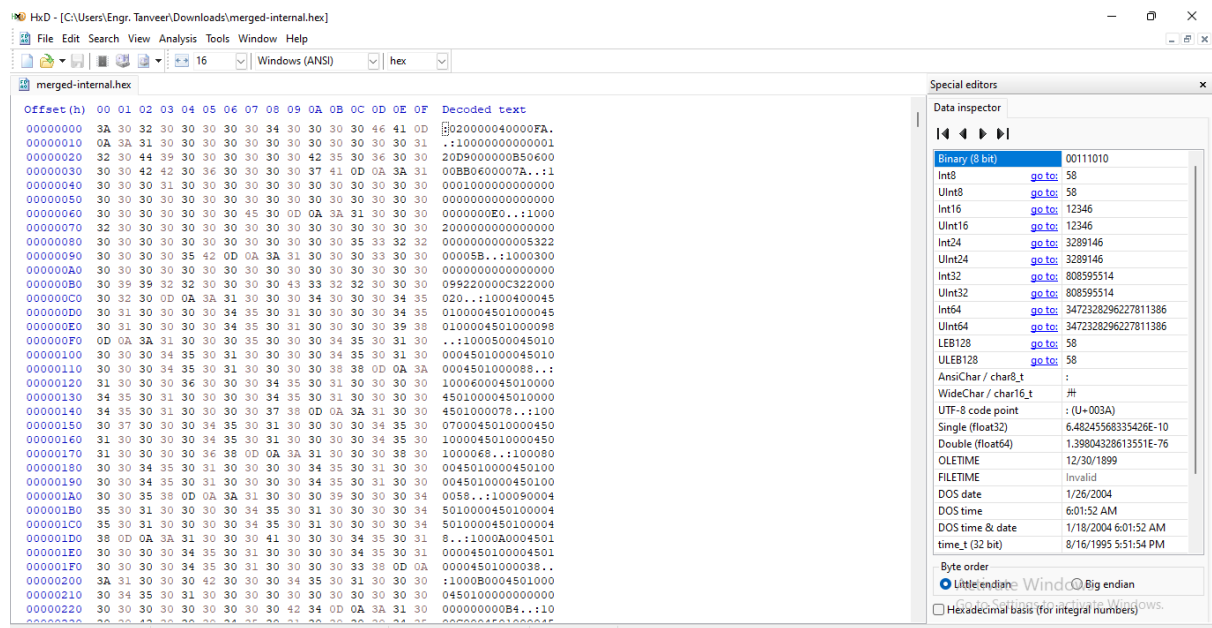 HxD - [C:\Users\Engr. Tanveer\Downloads\merged-internal.hex]
File Edit Search View Analysis Tools Window Help
16 Windows (ANSI) hex
merged-internal.hex
Offset(h) 00 01 02 03 04 05 06 07 08 09 0A 0B 0C 0D 0E 0F Decoded text
00000000 3A 30 32 30 30 30 30 30 34 30 30 30 30 46 41 0D :020000040000FA.
00000010 0A 3A 31 30 30 30 30 30 30 30 30 30 30 30 30 31 .:10000000000001
00000020 32 30 44 39 30 30 30 30 30 30 42 35 30 36 30 30 20D9000000B50600
00000030 30 30 42 42 30 36 30 30 30 30 37 41 0D 0A 3A 31 00BB0600007A..:1
00000040 30 30 30 31 30 30 30 30 30 30 30 30 30 30 30 30 0001000000000000
00000050 30 30 30 30 30 30 30 30 30 30 30 30 30 30 30 30 0000000000000000
00000060 30 30 30 30 30 30 30 45 30 0D 0A 3A 31 30 30 30 0000000E0..:1000
00000070 32 30 30 30 30 30 30 30 30 30 30 30 30 30 30 30 2000000000000000
00000080 30 30 30 30 30 30 30 30 30 30 30 30 35 33 32 32 0000000000005322
00000090 30 30 30 30 35 42 0D 0A 3A 31 30 30 30 33 30 30 00005B..:1000300
000000A0 30 30 30 30 30 30 30 30 30 30 30 30 30 30 30 30 0000000000000000
000000B0 30 39 39 32 32 30 30 30 30 43 33 32 32 30 30 30 099220000C322000
000000C0 30 32 30 0D 0A 3A 31 30 30 30 34 30 30 30 34 35 020..:1000400045
000000D0 30 31 30 30 30 30 34 35 30 31 30 30 30 30 34 35 0100004501000045
000000E0 30 31 30 30 30 30 34 35 30 31 30 30 30 30 39 38 0100004501000098
000000F0 0D 0A 3A 31 30 30 30 35 30 30 30 34 35 30 31 30 ..:1000500045010
00000100 30 30 30 34 35 30 31 30 30 30 30 34 35 30 31 30 0004501000045010
00000110 30 30 30 34 35 30 31 30 30 30 30 38 38 0D 0A 3A 0004501000088..:
00000120 31 30 30 30 36 30 30 30 34 35 30 31 30 30 30 30 1000600045010000
00000130 34 35 30 31 30 30 30 30 34 35 30 31 30 30 30 30 4501000045010000
00000140 34 35 30 31 30 30 30 30 37 38 0D 0A 3A 31 30 30 4501000078..:100
00000150 30 37 30 30 30 34 35 30 31 30 30 30 30 34 35 30 0700045010000450
00000160 31 30 30 30 30 34 35 30 31 30 30 30 30 34 35 30 1000045010000450
00000170 31 30 30 30 30 36 38 0D 0A 3A 31 30 30 30 38 30 1000068..:100080
00000180 30 30 34 35 30 31 30 30 30 30 34 35 30 31 30 30 0045010000450100
00000190 30 30 34 35 30 31 30 30 30 30 34 35 30 31 30 30 0045010000450100
000001A0 30 30 35 38 0D 0A 3A 31 30 30 30 39 30 30 30 34 0058..:100090004
000001B0 35 30 31 30 30 30 30 34 35 30 31 30 30 30 30 34 5010000450100004
000001C0 35 30 31 30 30 30 30 34 35 30 31 30 30 30 30 34 5010000450100004
000001D0 38 0D 0A 3A 31 30 30 30 41 30 30 30 34 35 30 31 8..:1000A0004501
000001E0 30 30 30 30 34 35 30 31 30 30 30 30 34 35 30 31 0000450100004501
000001F0 30 30 30 30 34 35 30 31 30 30 30 30 33 38 0D 0A 00004501000038..
00000200 3A 31 30 30 30 42 30 30 30 34 35 30 31 30 30 30 :1000B0004501000
00000210 30 34 35 30 31 30 30 30 30 30 30 30 30 30 30 30 0450100000000000
00000220 30 30 30 30 30 30 30 30 30 42 34 0D 0A 3A 31 30 000000000B4..:10
Special editors
Data inspector
Binary (8 bit) 00111010
Int8 go to: 58
UInt8 go to: 58
Int16 go to: 12346
UInt16 go to: 12346
Int24 go to: 3289146
UInt24 go to: 3289146
Int32 go to: 808595514
UInt32 go to: 808595514
Int64 go to: 3472328296227811386
UInt64 go to: 3472328296227811386
LEB128 go to: 58
ULEB128 go to: 58
AnsiChar / char8_t :
WideChar / char16_t
UTF-8 code point : (U+003A)
Single (float32) 6.48245568335426E-10
Double (float64) 1.39804328613551E-76
OLETIME 12/30/1899
FILETIME Invalid
DOS date 1/26/2004
DOS time 6:01:52 AM
DOS time & date 1/18/2004 6:01:52 AM
time_t (32 bit) 8/16/1995 5:51:54 PM
Byte order
Little endian Big endian
Activate Windows
Go to Settings to activate Windows.
Hexadecimal basis (for integral numbers)